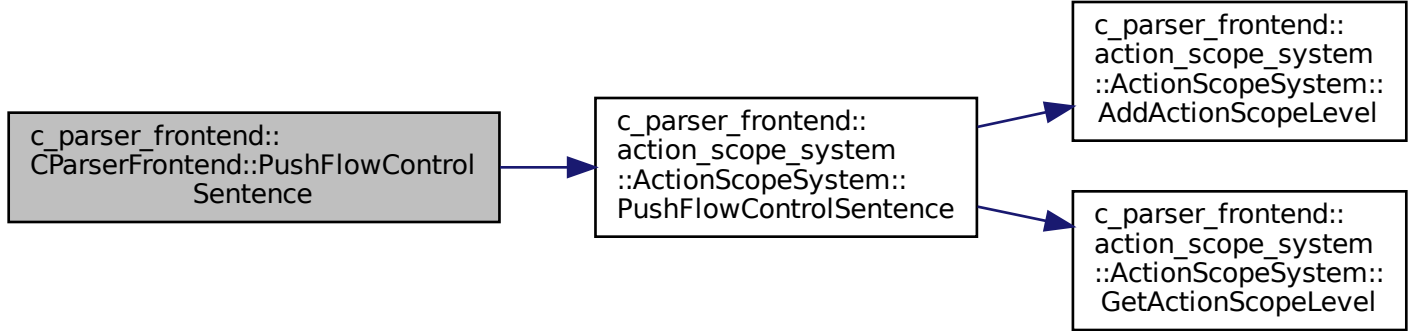 c_parser_frontend::
CParserFrontend::PushFlowControl
Sentence
c_parser_frontend::
action_scope_system
::ActionScopeSystem::
PushFlowControlSentence
c_parser_frontend::
action_scope_system
::ActionScopeSystem::
AddActionScopeLevel
c_parser_frontend::
action_scope_system
::ActionScopeSystem::
GetActionScopeLevel